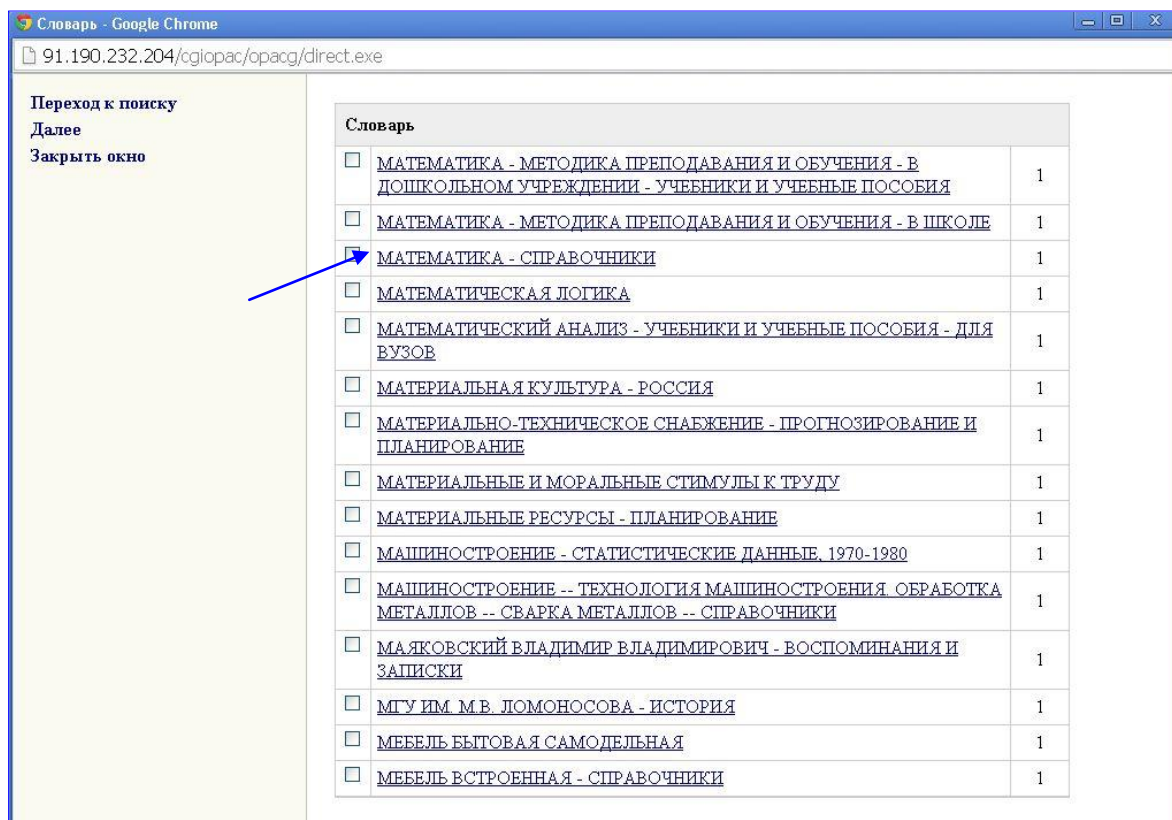 Словарь - Google Chrome
91.190.232.204/cgiopac/opacg/direct.exe
Переход к поиску
Далее
Закрыть окно
Словарь
МАТЕМАТИКА - МЕТОДИКА ПРЕПОДАВАНИЯ И ОБУЧЕНИЯ - В
ДОШКОЛЬНОМ УЧРЕЖДЕНИИ - УЧЕБНИКИ И УЧЕБНЫЕ ПОСОБИЯ 1
МАТЕМАТИКА - МЕТОДИКА ПРЕПОДАВАНИЯ И ОБУЧЕНИЯ - В ШКОЛЕ 1
МАТЕМАТИКА - СПРАВОЧНИКИ 1
МАТЕМАТИЧЕСКАЯ ЛОГИКА 1
МАТЕМАТИЧЕСКИЙ АНАЛИЗ - УЧЕБНИКИ И УЧЕБНЫЕ ПОСОБИЯ - ДЛЯ
ВУЗОВ 1
МАТЕРИАЛЬНАЯ КУЛЬТУРА - РОССИЯ 1
МАТЕРИАЛЬНО-ТЕХНИЧЕСКОЕ СНАБЖЕНИЕ - ПРОГНОЗИРОВАНИЕ И
ПЛАНИРОВАНИЕ 1
МАТЕРИАЛЬНЫЕ И МОРАЛЬНЫЕ СТИМУЛЫ К ТРУДУ 1
МАТЕРИАЛЬНЫЕ РЕСУРСЫ - ПЛАНИРОВАНИЕ 1
МАШИНОСТРОЕНИЕ - СТАТИСТИЧЕСКИЕ ДАННЫЕ, 1970-1980 1
МАШИНОСТРОЕНИЕ -- ТЕХНОЛОГИЯ МАШИНОСТРОЕНИЯ. ОБРАБОТКА
МЕТАЛЛОВ -- СВАРКА МЕТАЛЛОВ -- СПРАВОЧНИКИ 1
МАЯКОВСКИЙ ВЛАДИМИР ВЛАДИМИРОВИЧ - ВОСПОМИНАНИЯ И
ЗАПИСКИ 1
МГУ ИМ. М.В. ЛОМОНОСОВА - ИСТОРИЯ 1
МЕБЕЛЬ БЫТОВАЯ САМОДЕЛЬНАЯ 1
МЕБЕЛЬ ВСТРОЕННАЯ - СПРАВОЧНИКИ 1